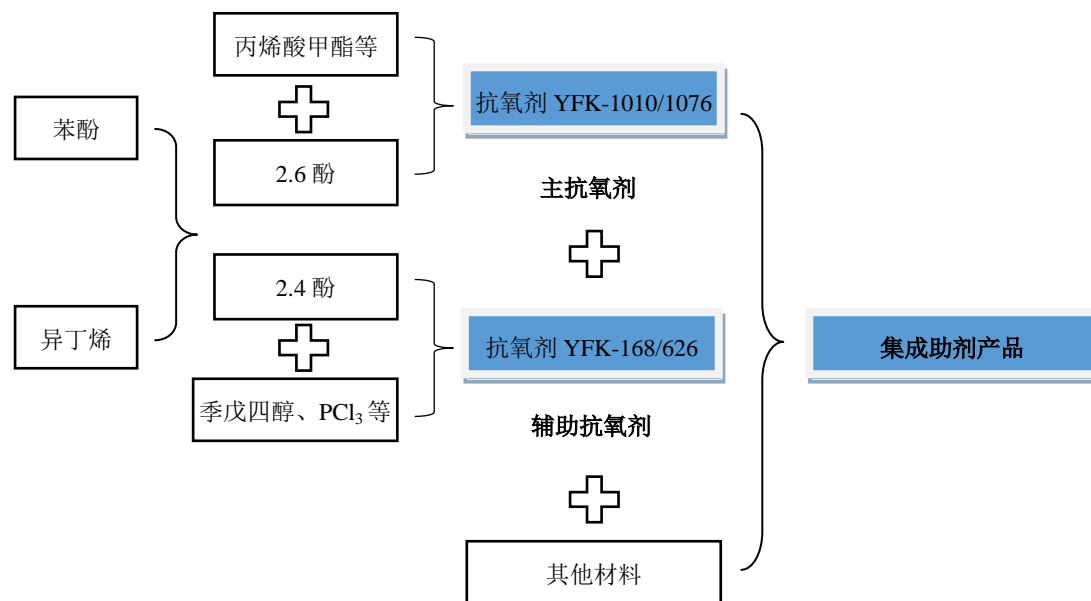 丙烯酸甲酯等
抗氧剂 YFK-1010/1076
苯酚
2.6 酚
主抗氧剂
2.4 酚
异丁烯
抗氧剂 YFK-168/626
集成助剂产品
季戊四醇、PCl₃ 等
辅助抗氧剂
其他材料